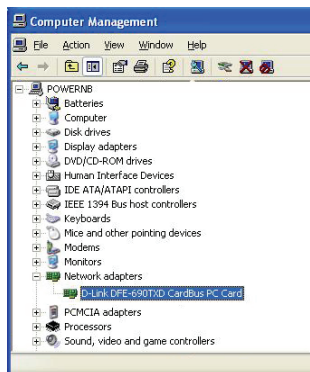 Computer Management
File Action View Window Help
POWERNB
Batteries
Computer
Disk drives
Display adapters
DVD/CD-ROM drives
Human Interface Devices
IDE ATA/ATAPI controllers
IEEE 1394 Bus host controllers
Keyboards
Mice and other pointing devices
Modems
Monitors
Network adapters
D-Link DFE-690TXD CardBus PC Card
PCMCIA adapters
Processors
Sound, video and game controllers